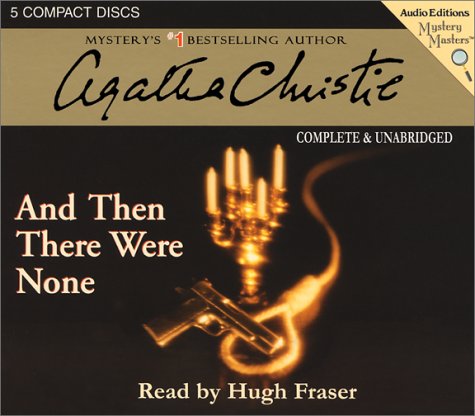 5 COMPACT DISCS
Audio Editions
Mystery
Masters™
MYSTERY'S #1 BESTSELLING AUTHOR
Agatha Christie
COMPLETE & UNABRIDGED
And Then
There Were
None
Read by Hugh Fraser